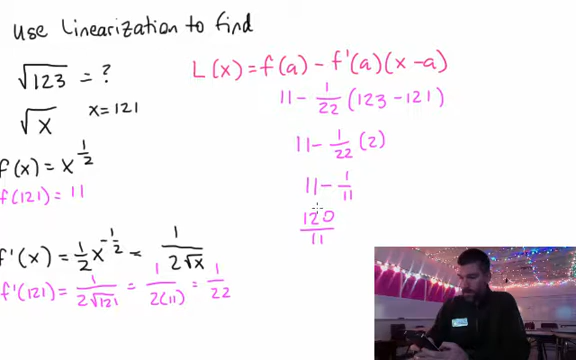 use Linearization to find
√123 = ?
√x x=121
f(x) = x^1/2
f(121) = 11
f'(x) = 1/2 x^-1/2 = 1/(2√x)
f'(121) = 1/(2√121) = 1/(2(11)) = 1/22
L(x) = f(a) - f'(a)(x-a)
11 - 1/22 (123-121)
11 - 1/22 (2)
11 - 1/11
120/11